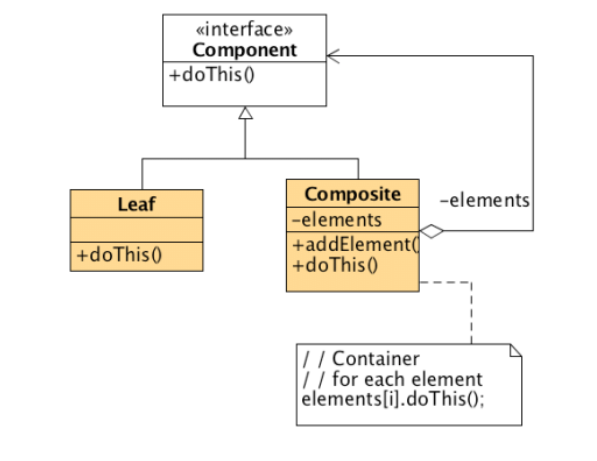 «interface»
Component
+doThis()
Leaf
+doThis()
Composite
-elements
+addElement(
+doThis()
-elements
/ / Container
/ / for each element
elements[i].doThis();